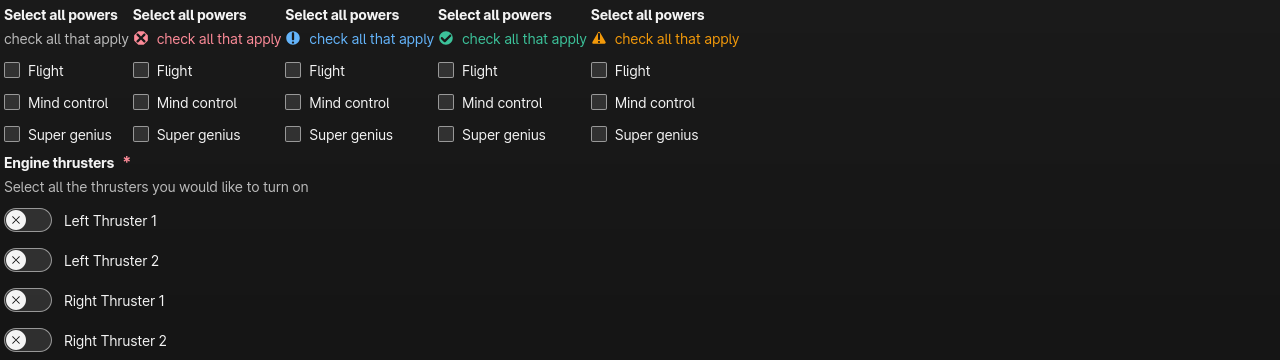 Select all powers Select all powers Select all powers Select all powers Select all powers
check all that apply check all that apply check all that apply check all that apply check all that apply
Flight Flight Flight Flight Flight
Mind control Mind control Mind control Mind control Mind control
Super genius Super genius Super genius Super genius Super genius
Engine thrusters *
Select all the thrusters you would like to turn on
Left Thruster 1
Left Thruster 2
Right Thruster 1
Right Thruster 2